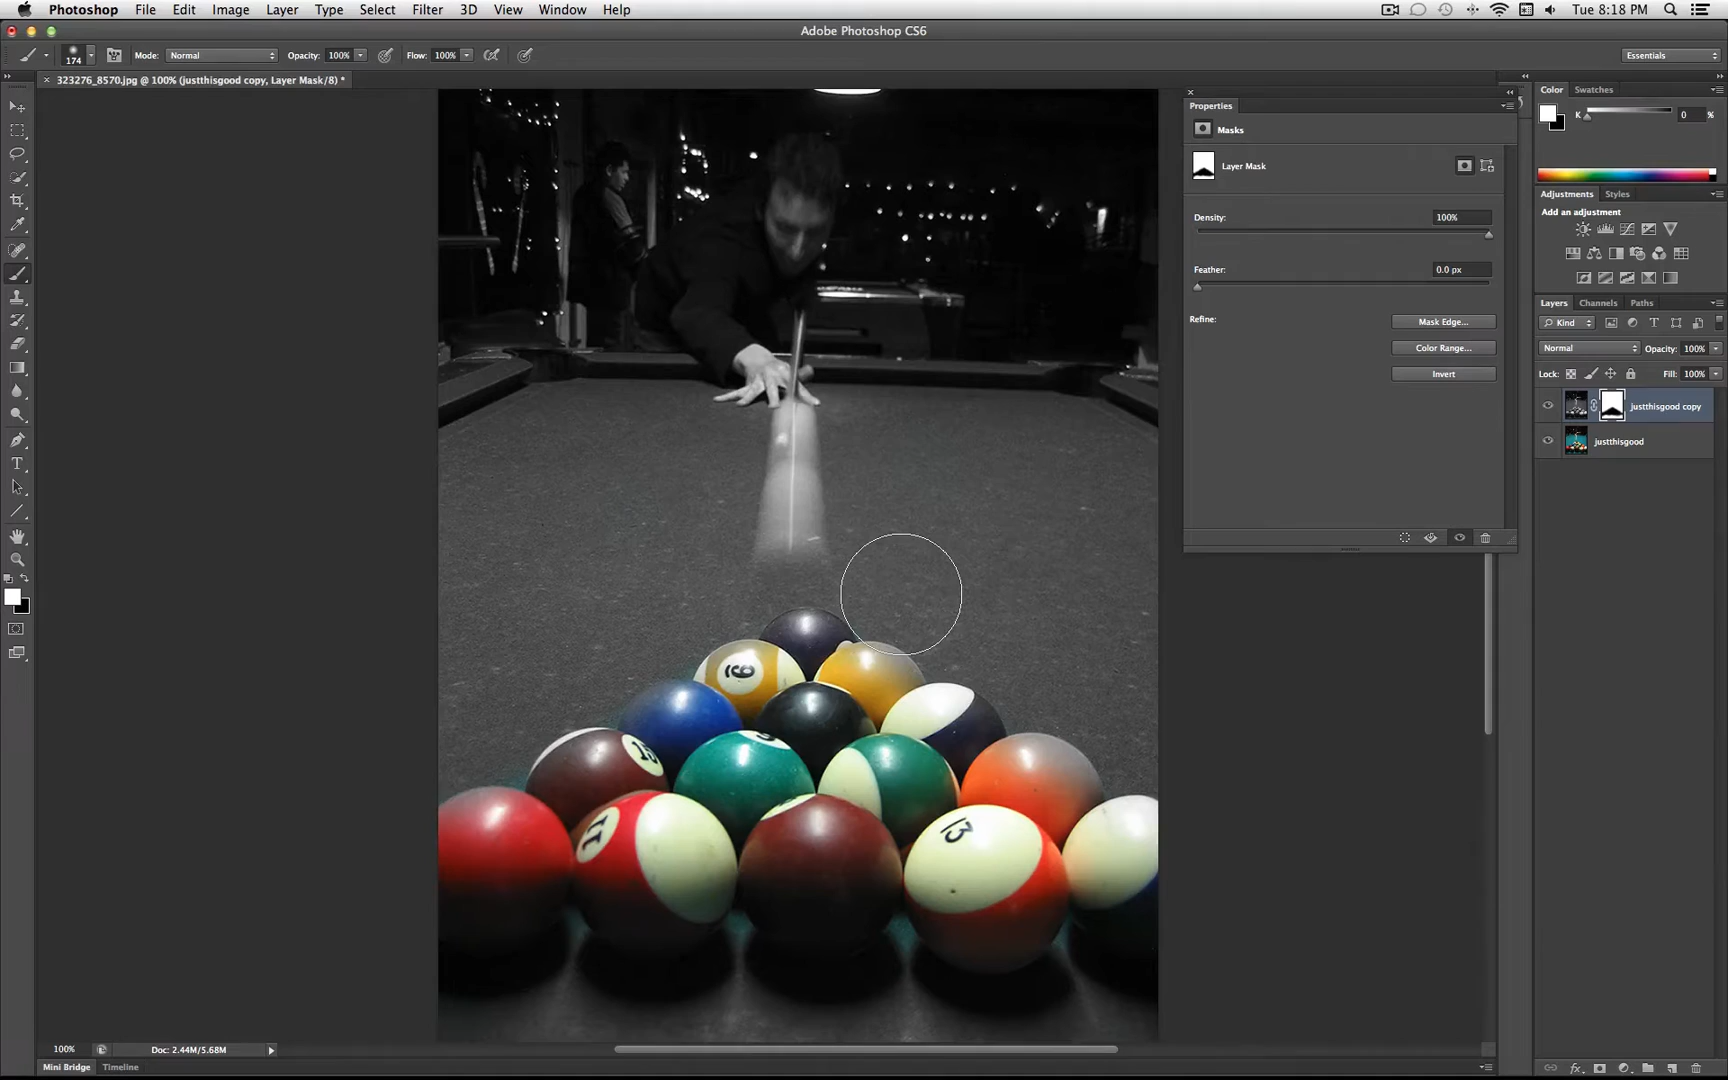 Photoshop File Edit Image Layer Type Select Filter 3D View Window Help Tue 8:18 PM
Adobe Photoshop CS6
174 Mode: Normal Opacity: 100% Flow: 100% Essentials
× 323276_8570.jpg @ 100% (justthisgood copy, Layer Mask/8) *
Color Swatches
Properties
K 0 %
Masks
Layer Mask
Adjustments Styles
Add an adjustment
Density: 100%
Feather: 0.0 px
Layers Channels Paths
Refine: Mask Edge...
Kind
Color Range...
Normal Opacity: 100%
Invert
Lock: Fill: 100%
justthisgood copy
justthisgood
15
11
13
100% Doc: 2.44M/5.68M
Mini Bridge Timeline